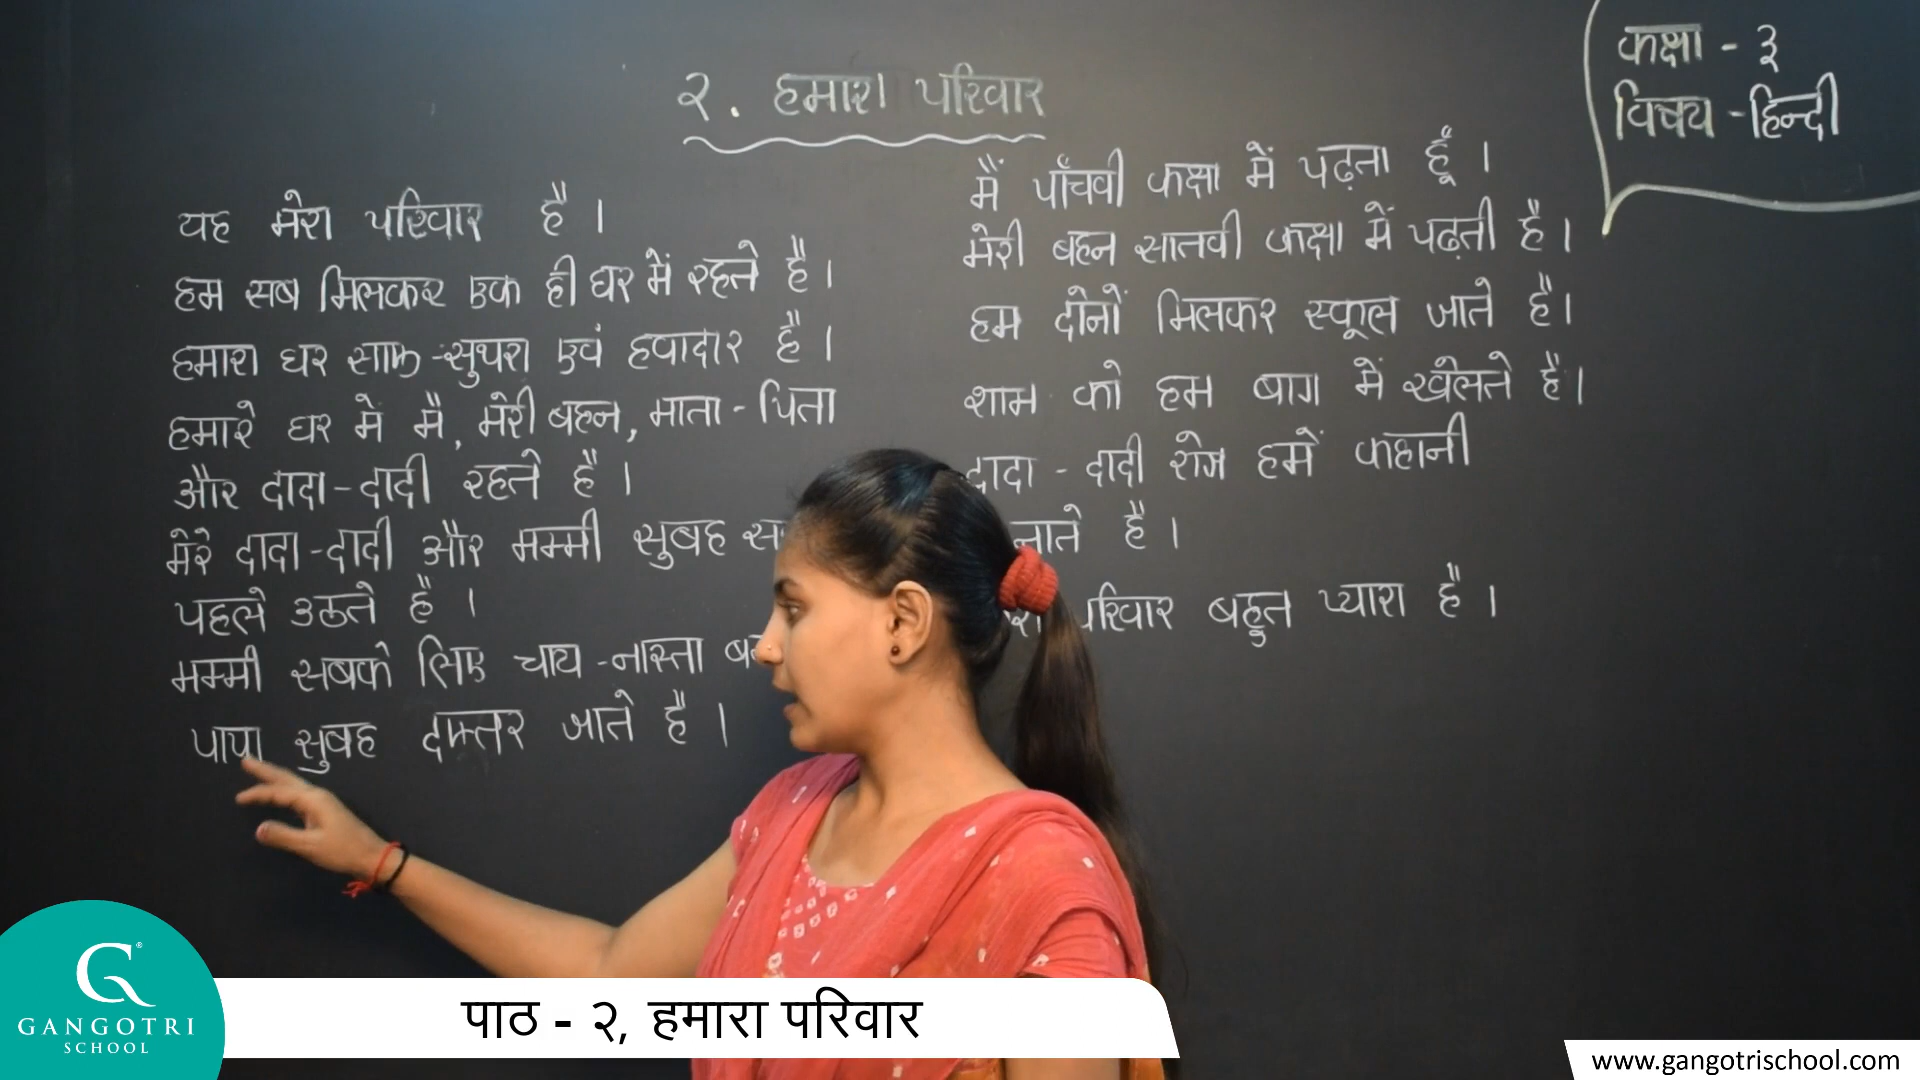 २. हमारा परिवार
कक्षा - ३
विषय - हिन्दी
यह मेरा परिवार है ।
हम सब मिलकर एक ही घर में रहते है ।
हमारा घर साफ-सुथरा एवं हवादार है ।
हमारे घर में मै, मेरी बहन, माता - पिता
और दादा-दादी रहते है ।
मेरे दादा-दादी और मम्मी सुबह
पहले उठते है ।
मम्मी सबके लिए चाय -नास्ता
पापा सुबह दफ्तर जाते है ।
मैं पाँचवी कक्षा में पढ़ता हूँ ।
मेरी बहन सातवी कक्षा में पढती है ।
हम दोनों मिलकर स्कूल जाते है ।
शाम को हम बाग में खेलते है ।
दादा - दादी रोज हमें कहानी
है ।
परिवार बहुत प्यारा है ।
GANGOTRI
SCHOOL
पाठ - २, हमारा परिवार
www.gangotrischool.com